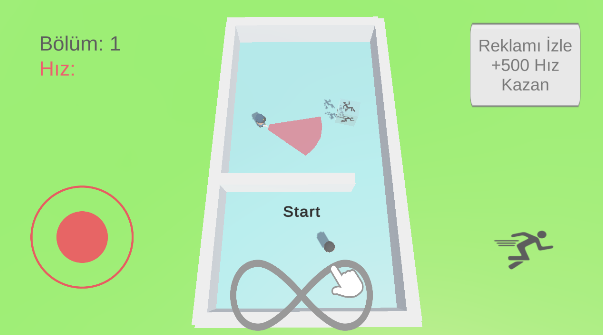 Bölüm: 1
Hız:
Reklamı İzle
+500 Hız
Kazan
Start